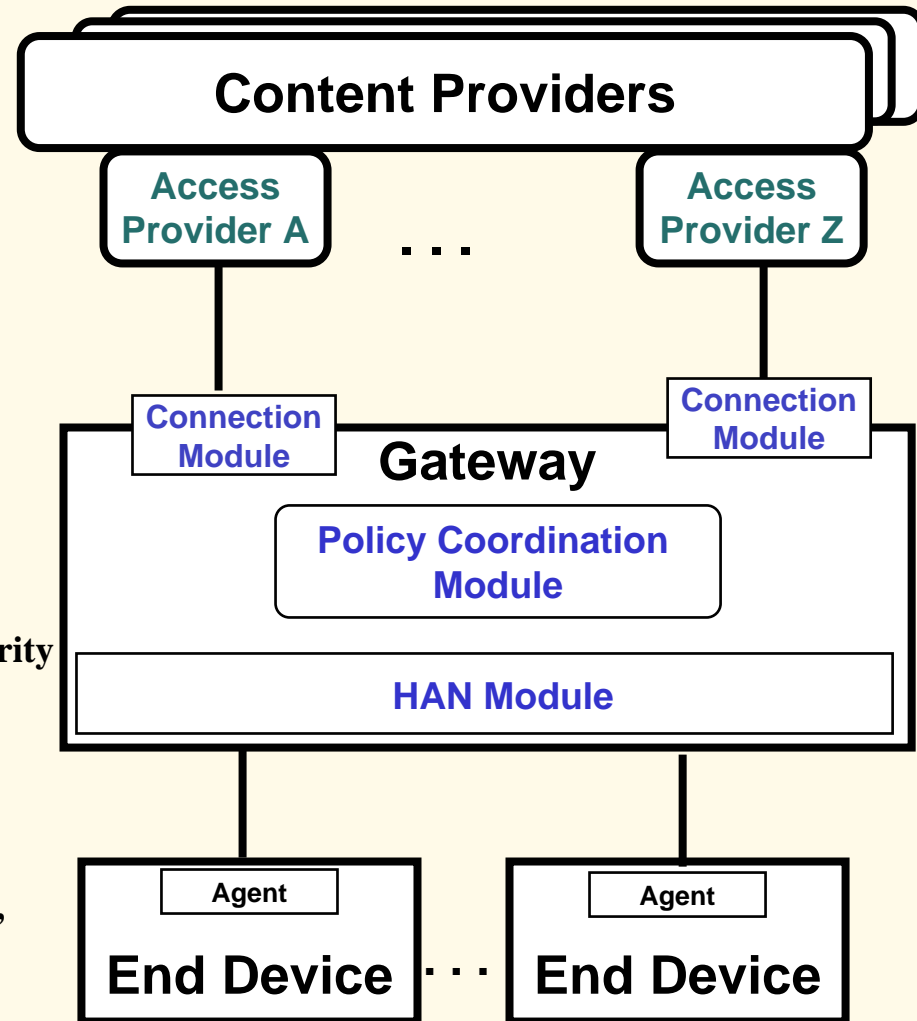 Content Providers
Access
Provider A
. . .
Access
Provider Z
Connection
Module
Connection
Module
Gateway
Policy Coordination
Module
rity
HAN Module
Agent
Agent
,
End Device
. . .
End Device